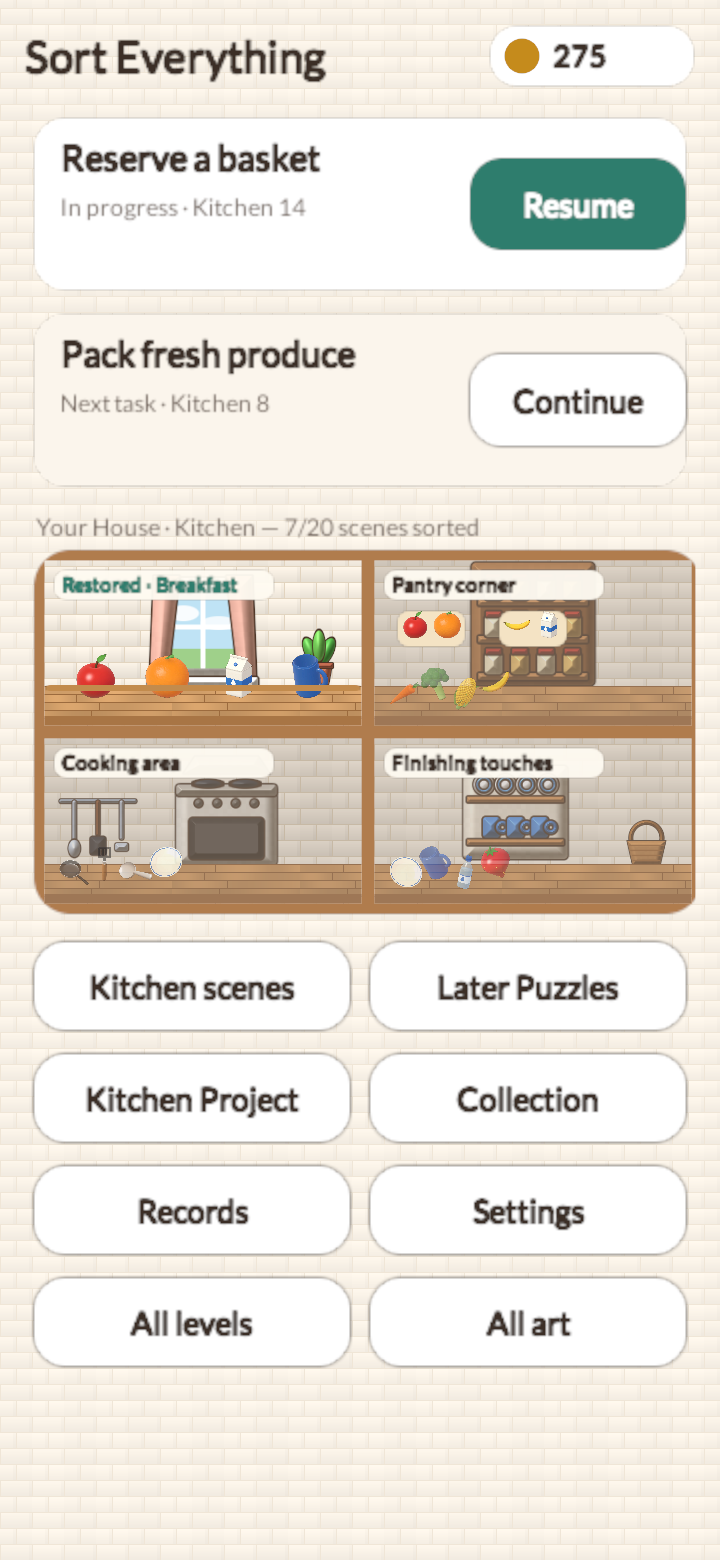 Sort Everything
275
Reserve a basket
In progress · Kitchen 14
Resume
Pack fresh produce
Next task · Kitchen 8
Continue
Your House · Kitchen — 7/20 scenes sorted
Restored · Breakfast
Pantry corner
Cooking area
Finishing touches
Kitchen scenes
Later Puzzles
Kitchen Project
Collection
Records
Settings
All levels
All art